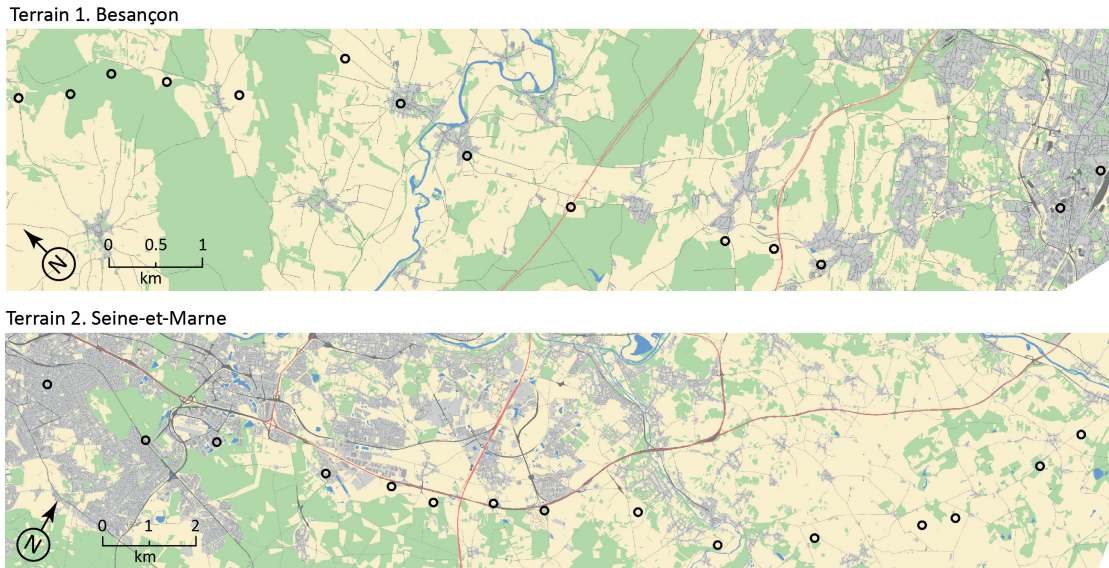 Terrain 1. Besançon
N
0 0.5 1
km
Terrain 2. Seine-et-Marne
N
0 1 2
km